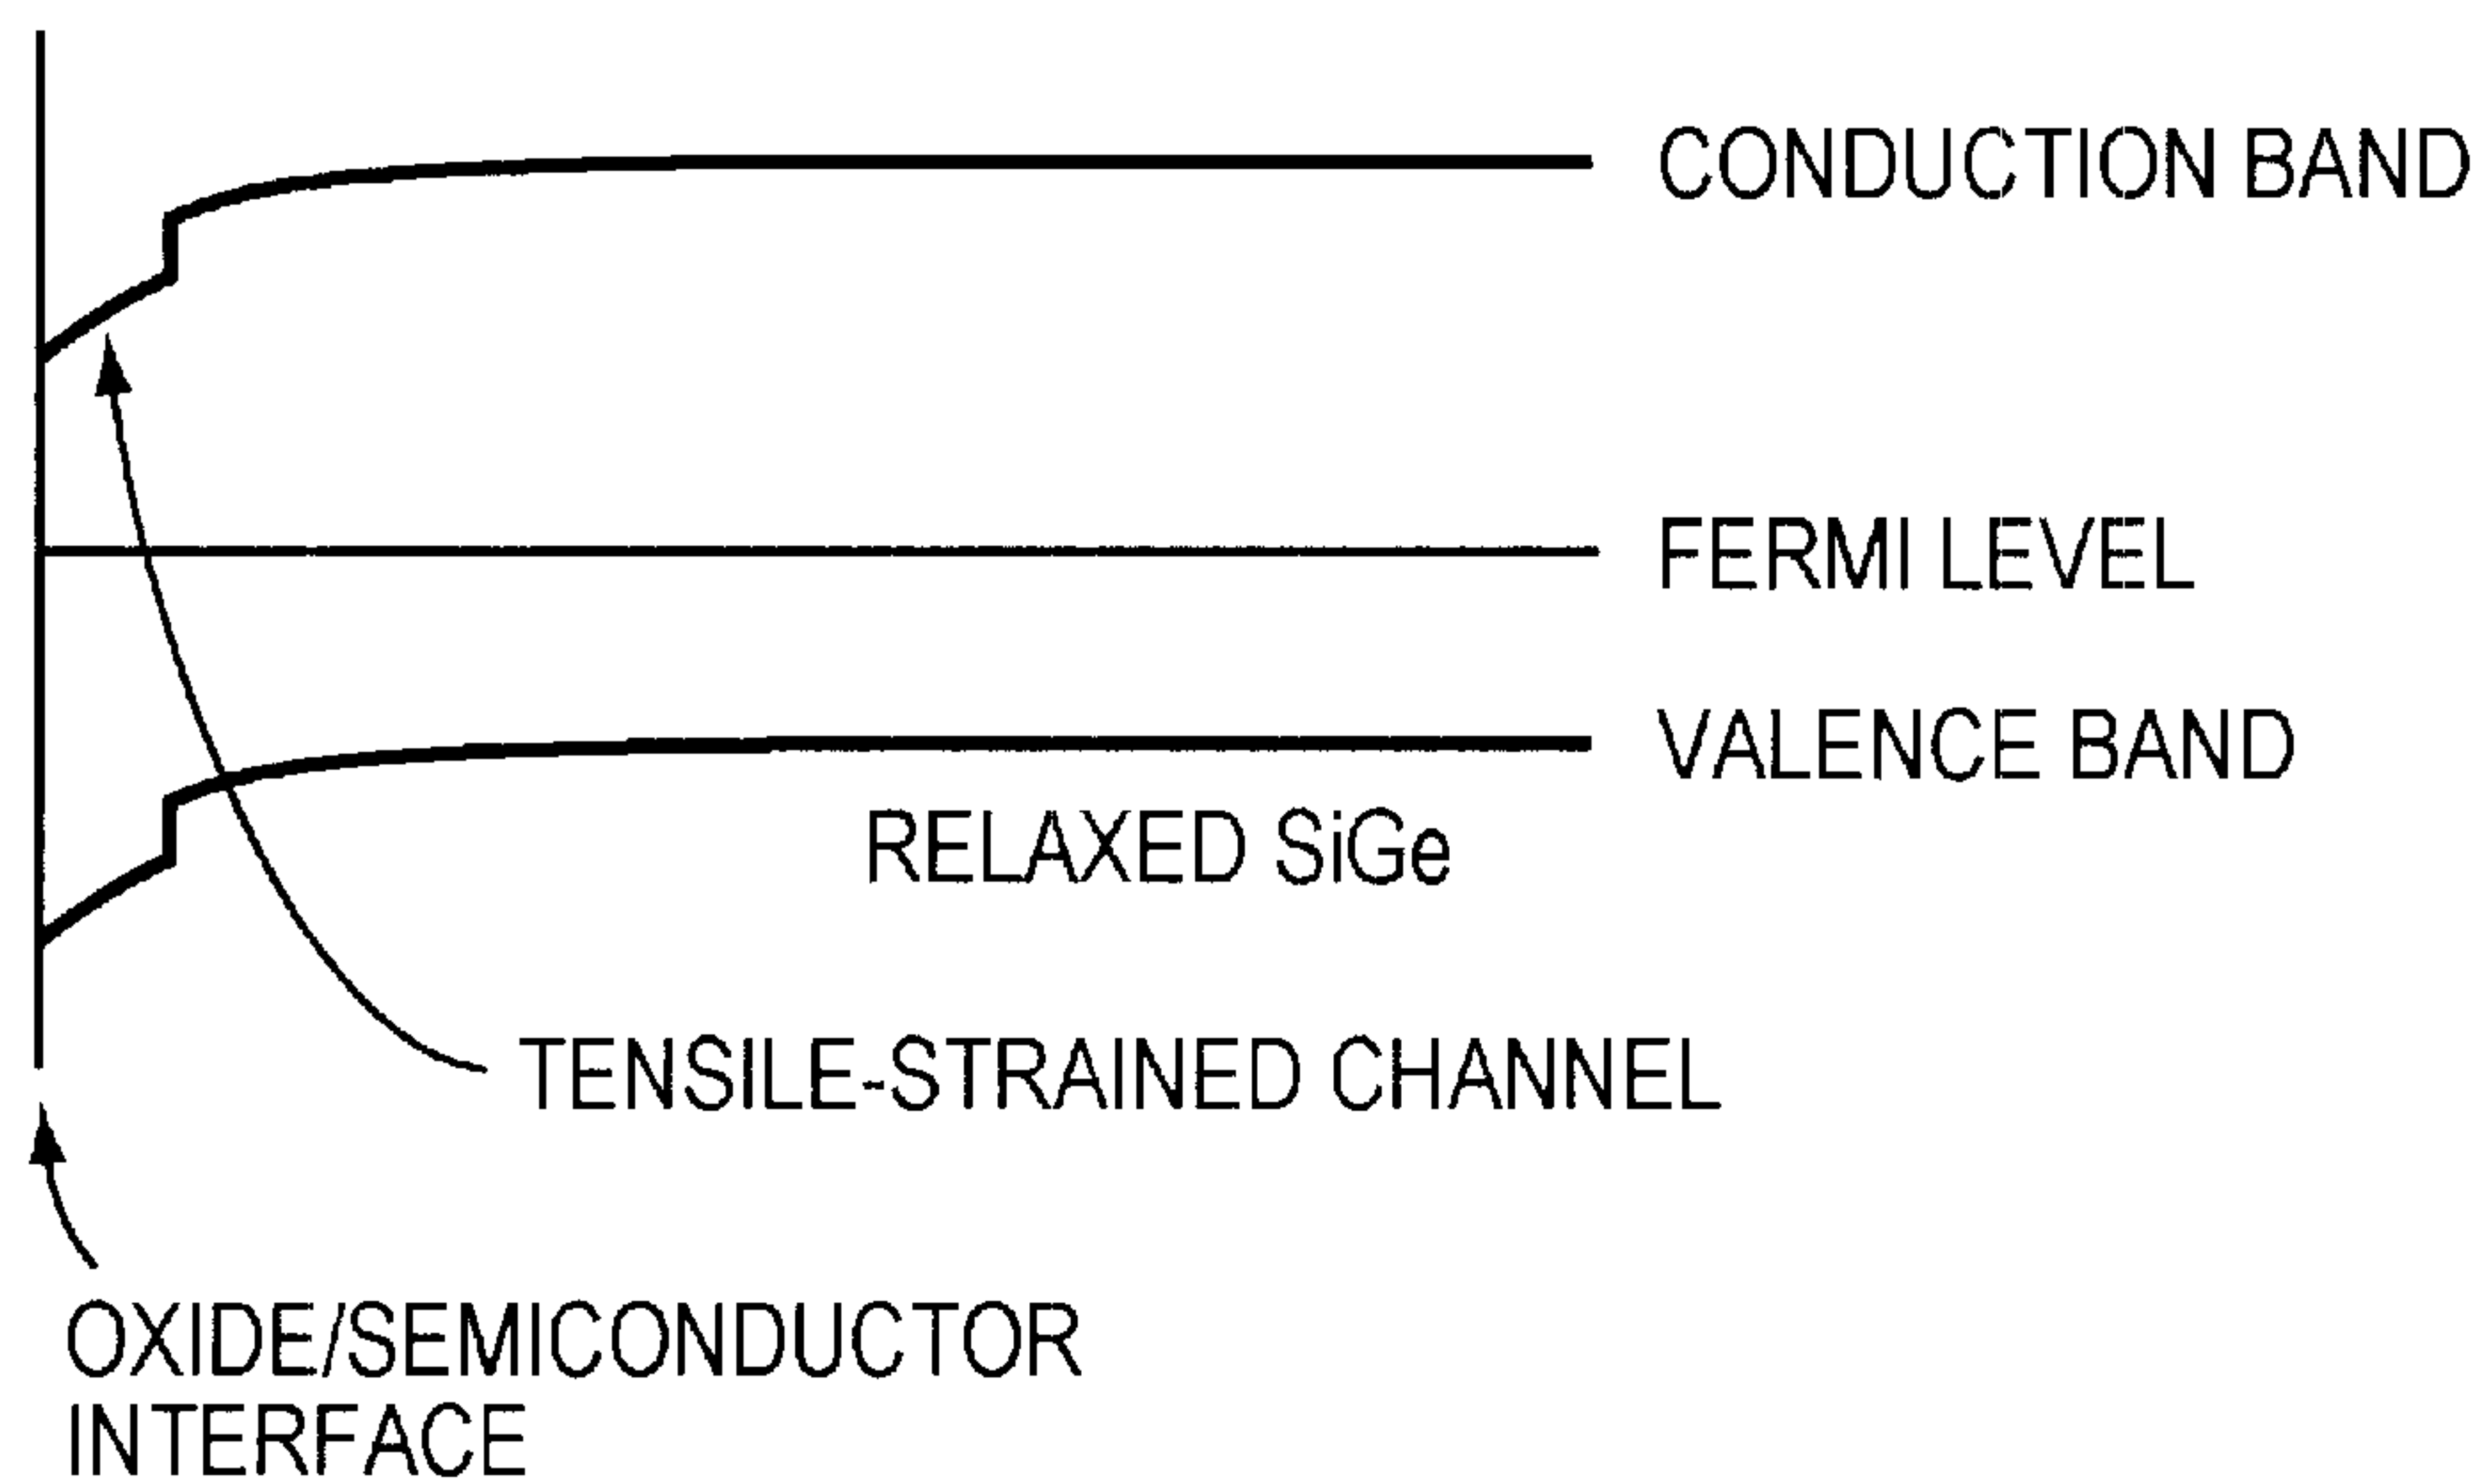 CONDUCTION BAND
FERMI LEVEL
VALENCE BAND
RELAXED SiGe
TENSILE-STRAINED CHANNEL
OXIDE/SEMICONDUCTOR
INTERFACE